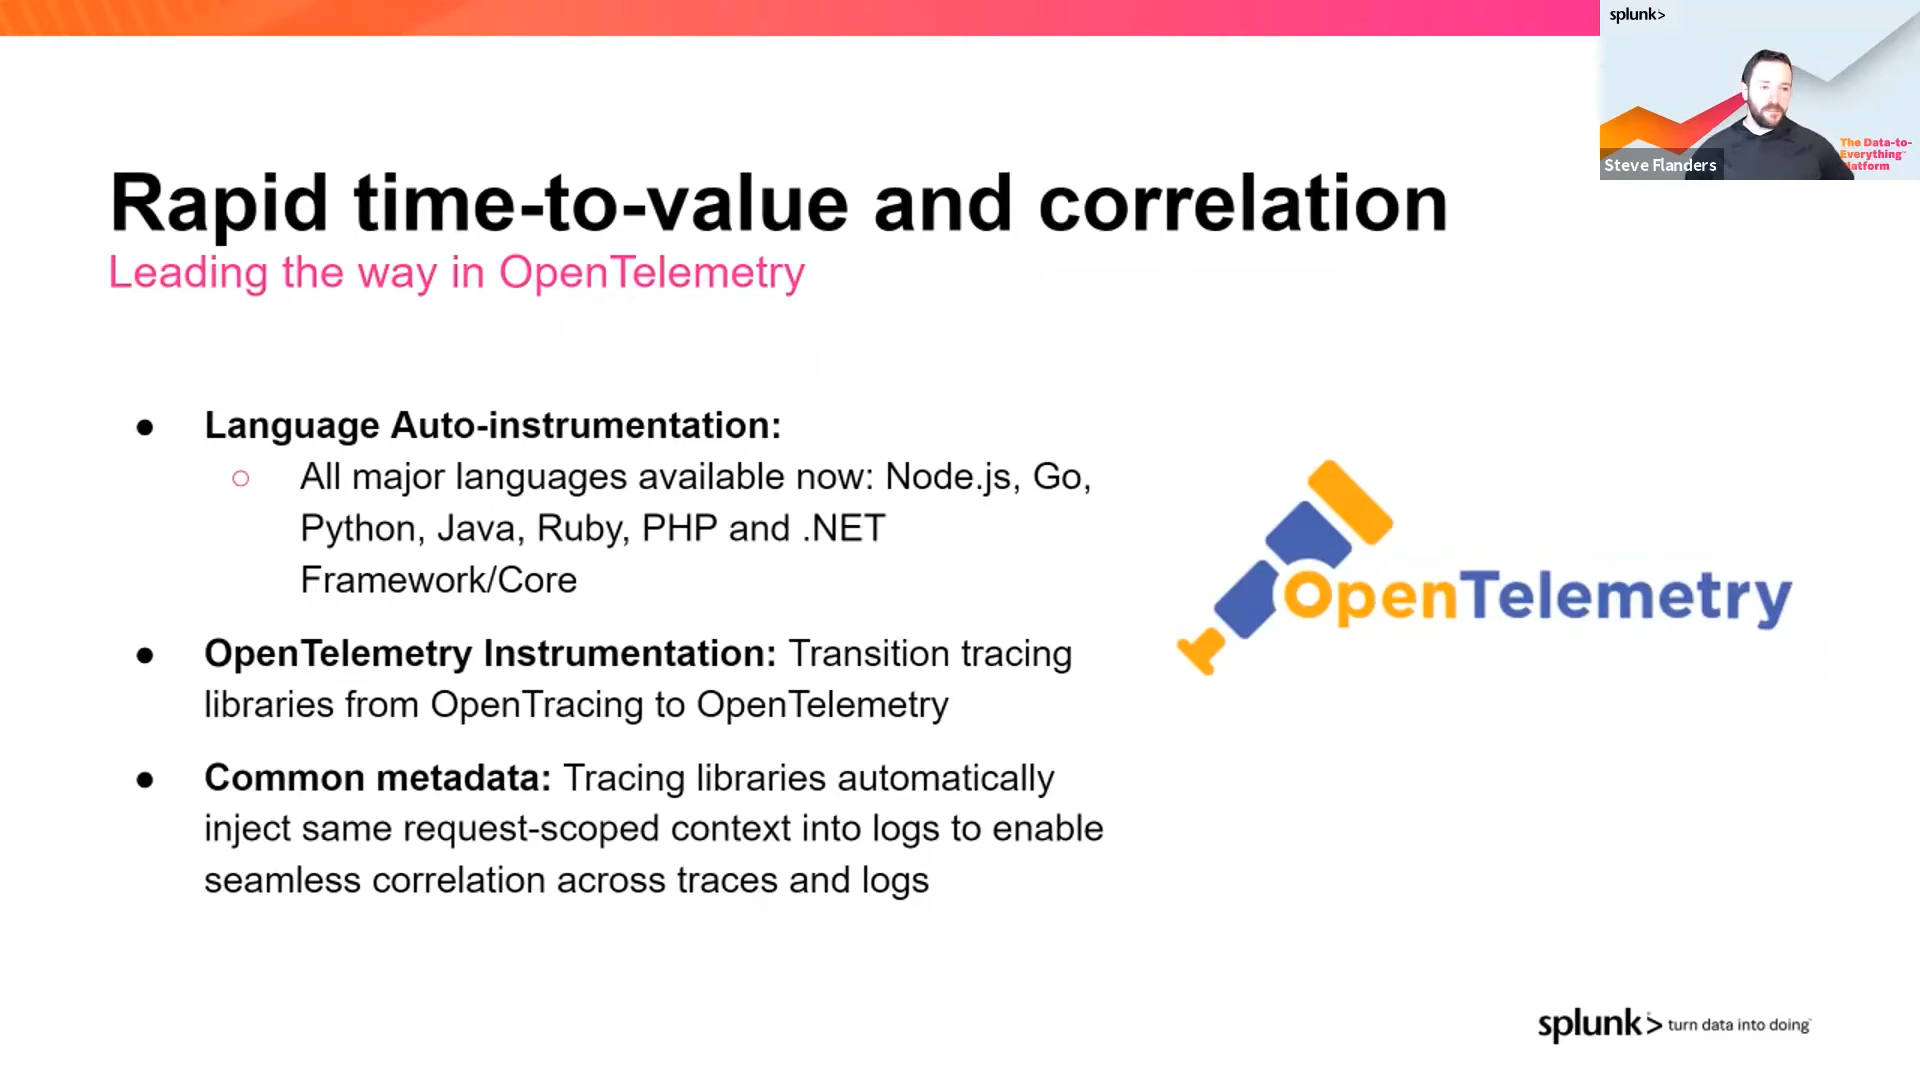 splunk>
The Data-to-
Everything™
Platform
Steve Flanders
Rapid time-to-value and correlation
Leading the way in OpenTelemetry
● Language Auto-instrumentation:
○ All major languages available now: Node.js, Go,
Python, Java, Ruby, PHP and .NET
Framework/Core
● OpenTelemetry Instrumentation: Transition tracing
libraries from OpenTracing to OpenTelemetry
● Common metadata: Tracing libraries automatically
inject same request-scoped context into logs to enable
seamless correlation across traces and logs
OpenTelemetry
splunk> turn data into doing™